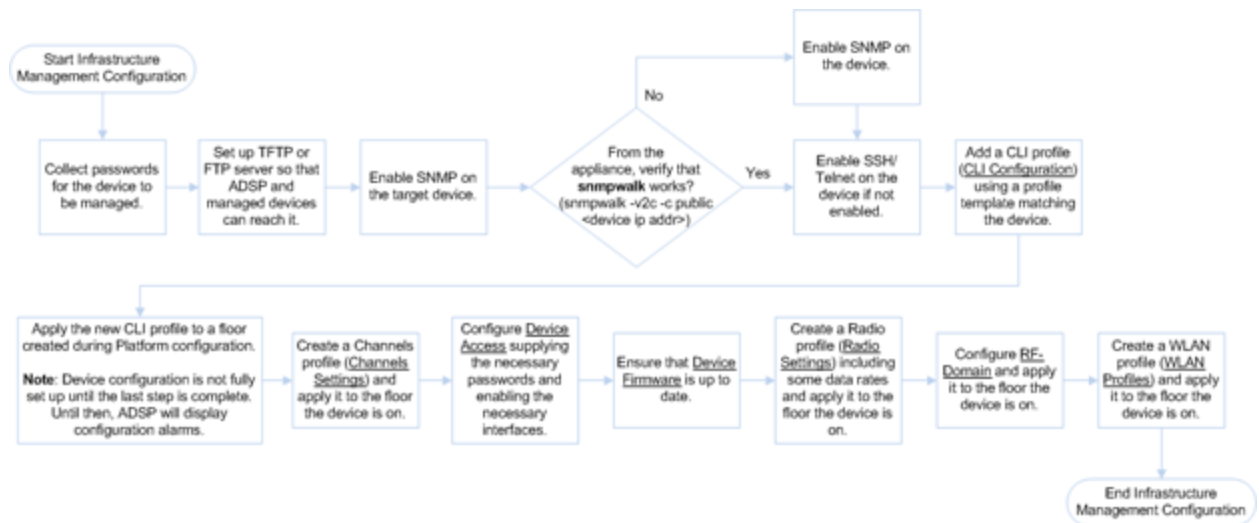 Start Infrastructure
Management Configuration
Collect passwords
for the device to
be managed.
Set up TFTP or
FTP server so that
ADSP and
managed devices
can reach it.
Enable SNMP on
the target device.
From the
appliance, verify that
snmpwalk works?
(snmpwalk -v2c -c public
<device ip addr>)
No
Yes
Enable SNMP on
the device.
Enable SSH/
Telnet on the
device if not
enabled.
Add a CLI profile
(CLI Configuration)
using a profile
template matching
the device.
Apply the new CLI profile to a floor
created during Platform configuration.
Note: Device configuration is not fully
set up until the last step is complete.
Until then, ADSP will display
configuration alarms.
Create a Channels
profile (Channels
Settings) and
apply it to the floor
the device is on.
Configure Device
Access supplying
the necessary
passwords and
enabling the
necessary
interfaces.
Ensure that Device
Firmware is up to
date.
Create a Radio
profile (Radio
Settings) including
some data rates
and apply it to the
floor the device is
on.
Configure RF-
Domain and apply
it to the floor the
device is on.
Create a WLAN
profile (WLAN
Profiles) and apply
it to the floor the
device is on.
End Infrastructure
Management Configuration